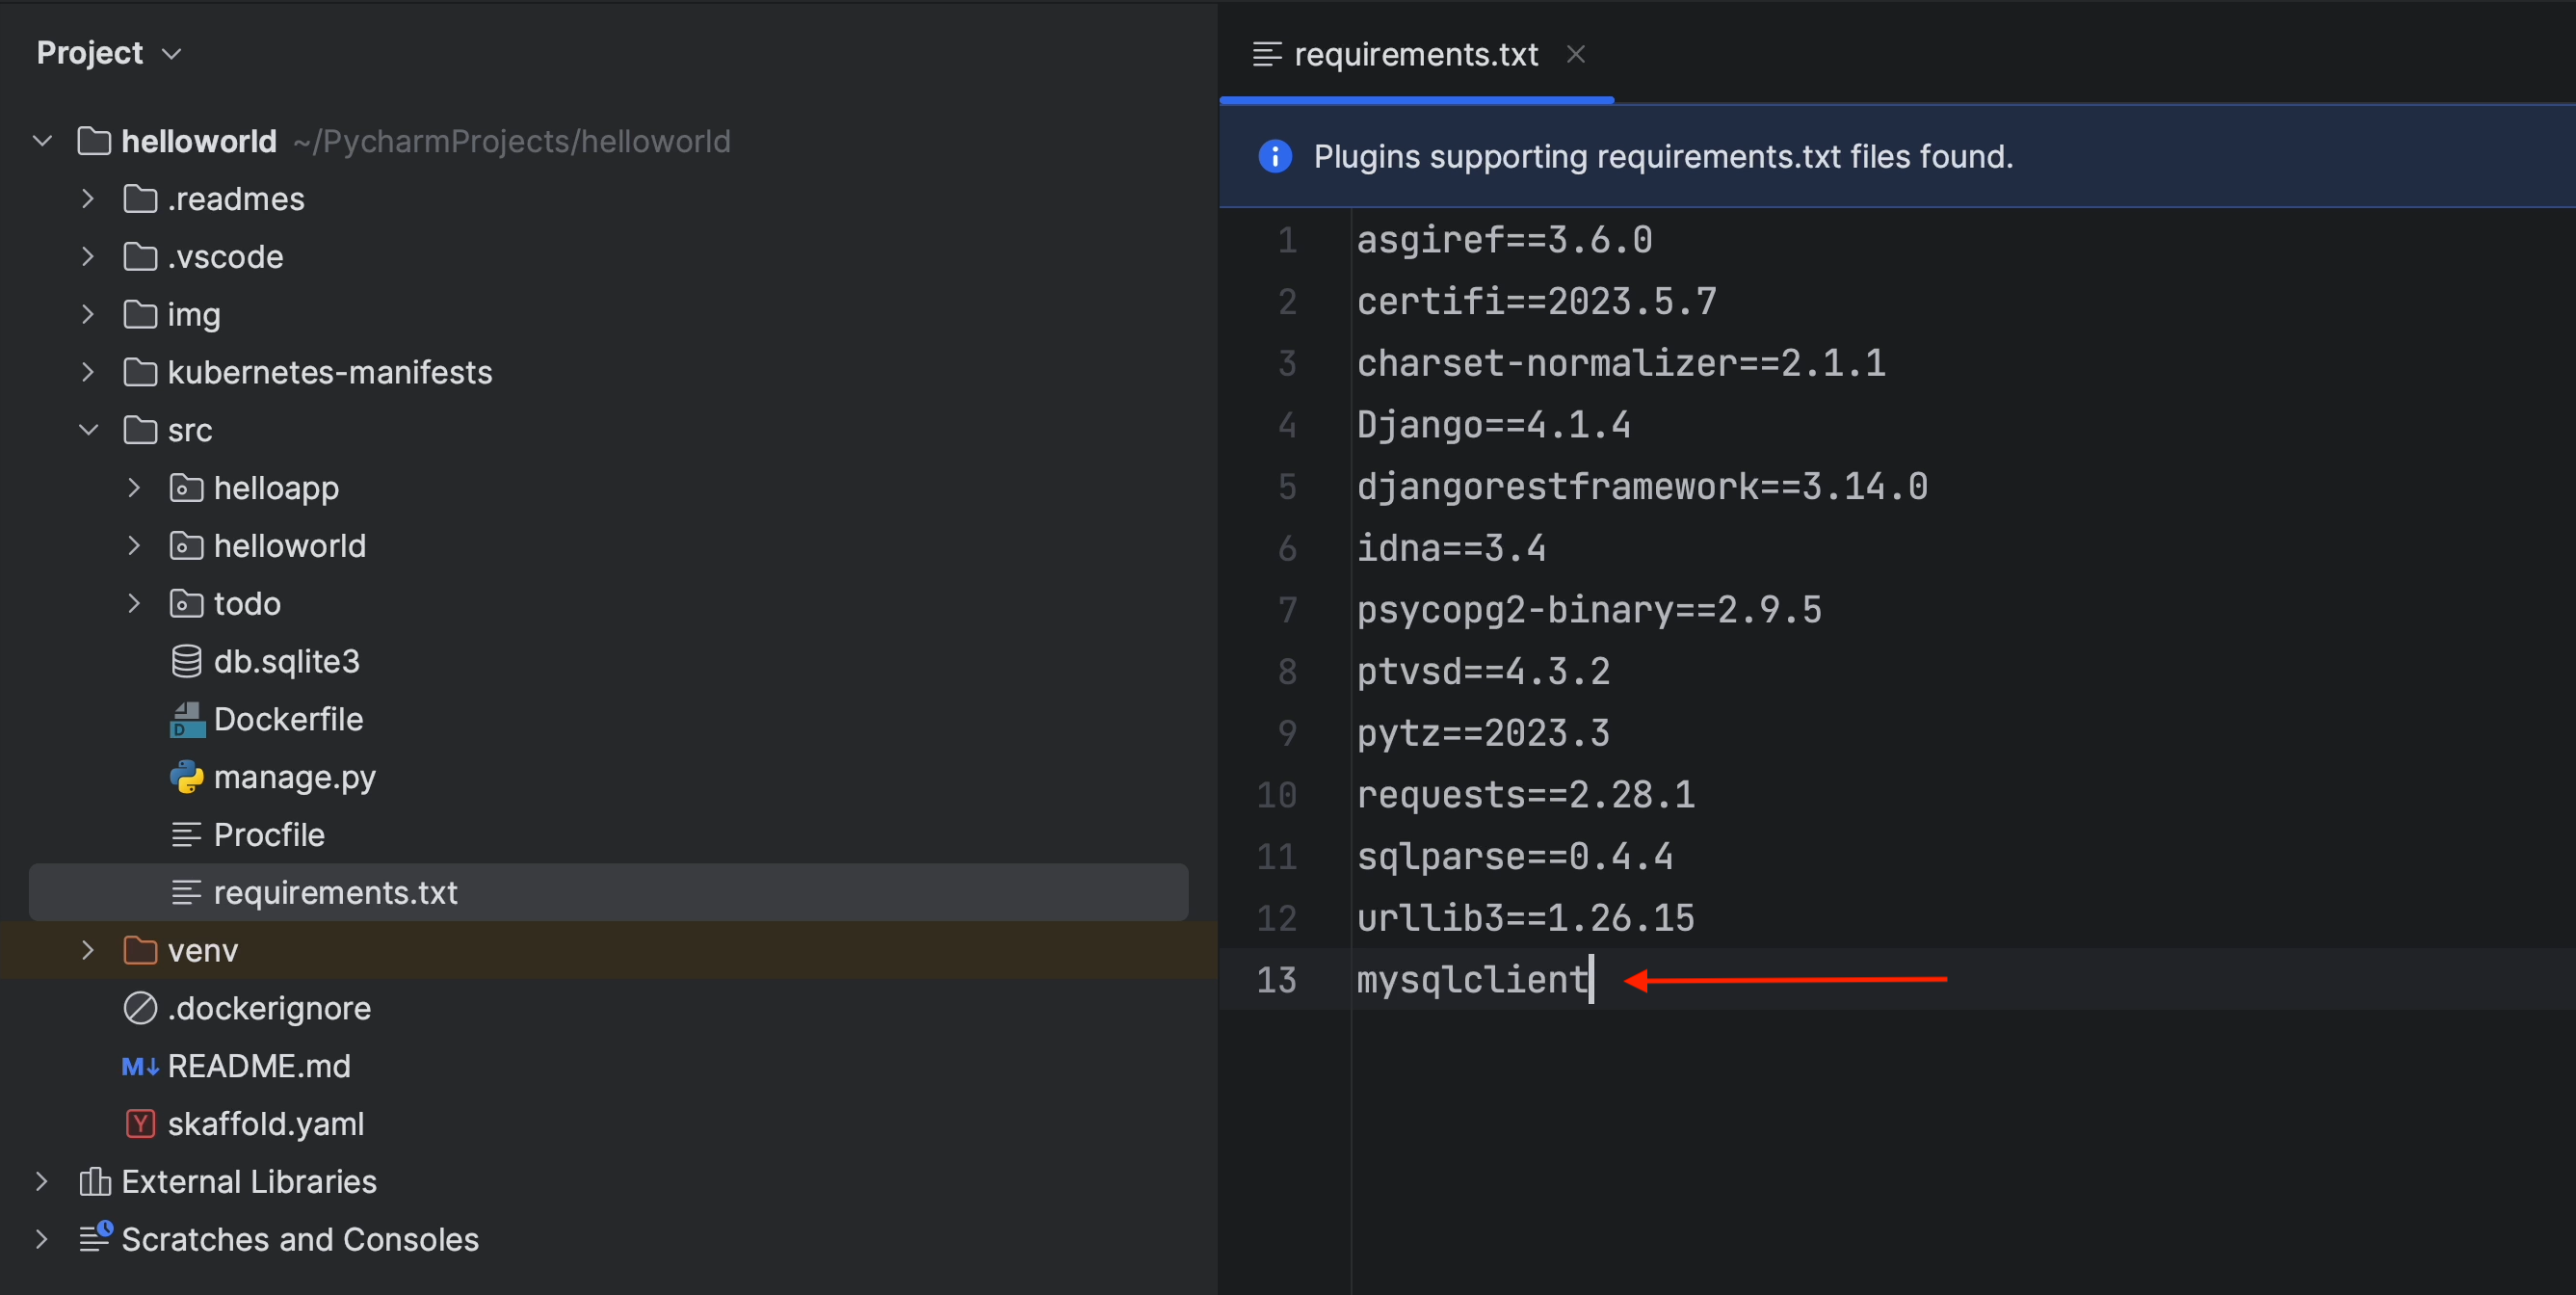 Project
helloworld ~/PycharmProjects/helloworld
.readmes
.vscode
img
kubernetes-manifests
src
helloapp
helloworld
todo
db.sqlite3
Dockerfile
manage.py
Procfile
requirements.txt
venv
.dockerignore
README.md
skaffold.yaml
External Libraries
Scratches and Consoles
requirements.txt
Plugins supporting requirements.txt files found.
1 asgiref==3.6.0
2 certifi==2023.5.7
3 charset-normalizer==2.1.1
4 Django==4.1.4
5 djangorestframework==3.14.0
6 idna==3.4
7 psycopg2-binary==2.9.5
8 ptvsd==4.3.2
9 pytz==2023.3
10 requests==2.28.1
11 sqlparse==0.4.4
12 urllib3==1.26.15
13 mysqlclient